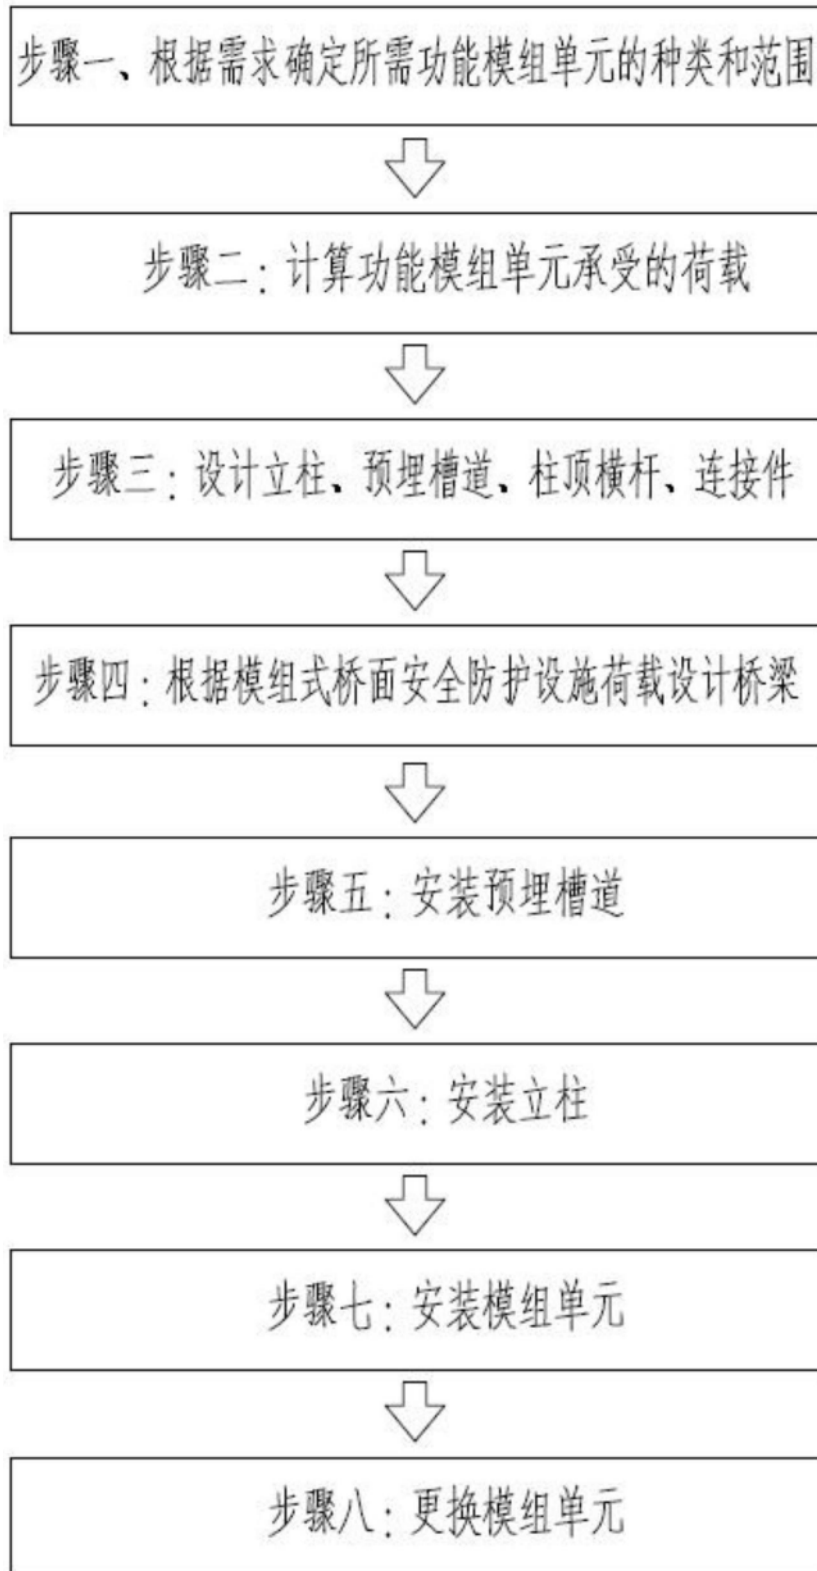 步骤一、根据需求确定所需功能模组单元的种类和范围
步骤二：计算功能模组单元承受的荷载
步骤三：设计立柱、预埋槽道、柱顶横杆、连接件
步骤四：根据模组式桥面安全防护设施荷载设计桥梁
步骤五：安装预埋槽道
步骤六：安装立柱
步骤七：安装模组单元
步骤八：更换模组单元